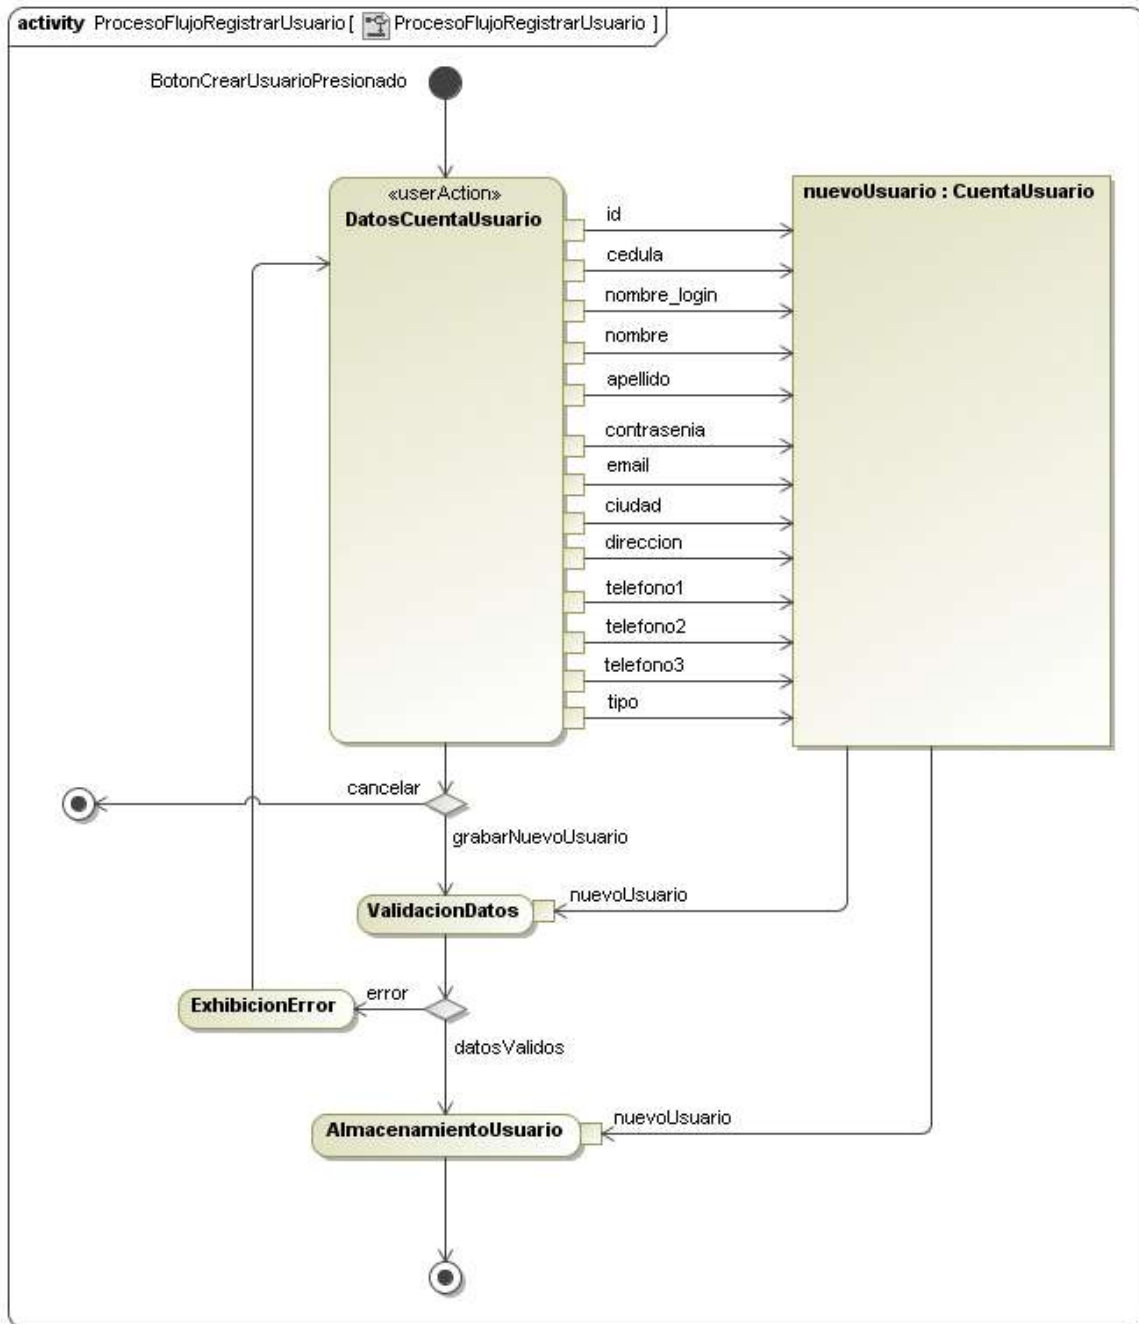 activity ProcesoFlujoRegistrarUsuario [ ProcesoFlujoRegistrarUsuario ]
BotonCrearUsuarioPresionado
«userAction»
DatosCuentaUsuario
nuevoUsuario : CuentaUsuario
id
cedula
nombre_login
nombre
apellido
contrasenia
email
ciudad
direccion
telefono1
telefono2
telefono3
tipo
cancelar
grabarNuevoUsuario
nuevoUsuario
ValidacionDatos
error
ExhibicionError
datosValidos
nuevoUsuario
AlmacenamientoUsuario